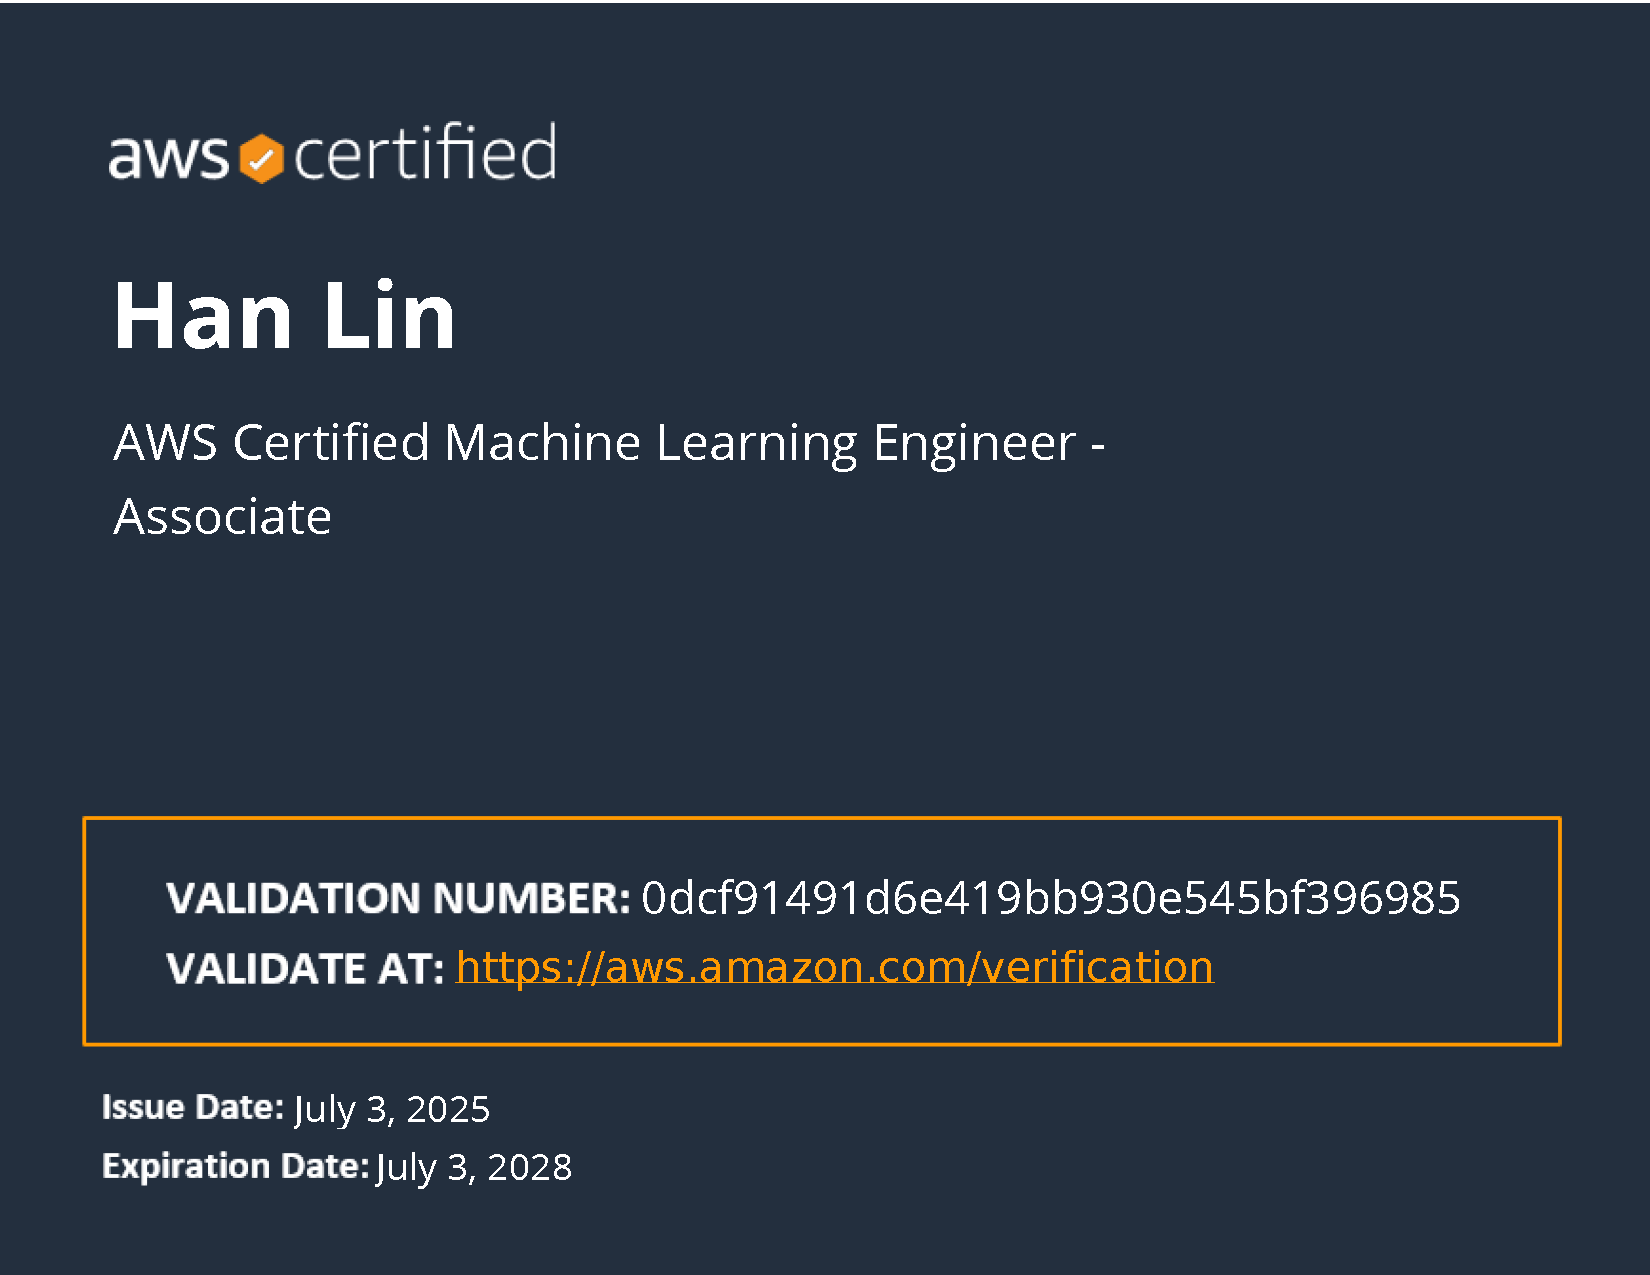 aws certified
Han Lin
AWS Certified Machine Learning Engineer -
Associate
VALIDATION NUMBER: 0dcf91491d6e419bb930e545bf396985
VALIDATE AT: https://aws.amazon.com/verification
Issue Date: July 3, 2025
Expiration Date: July 3, 2028